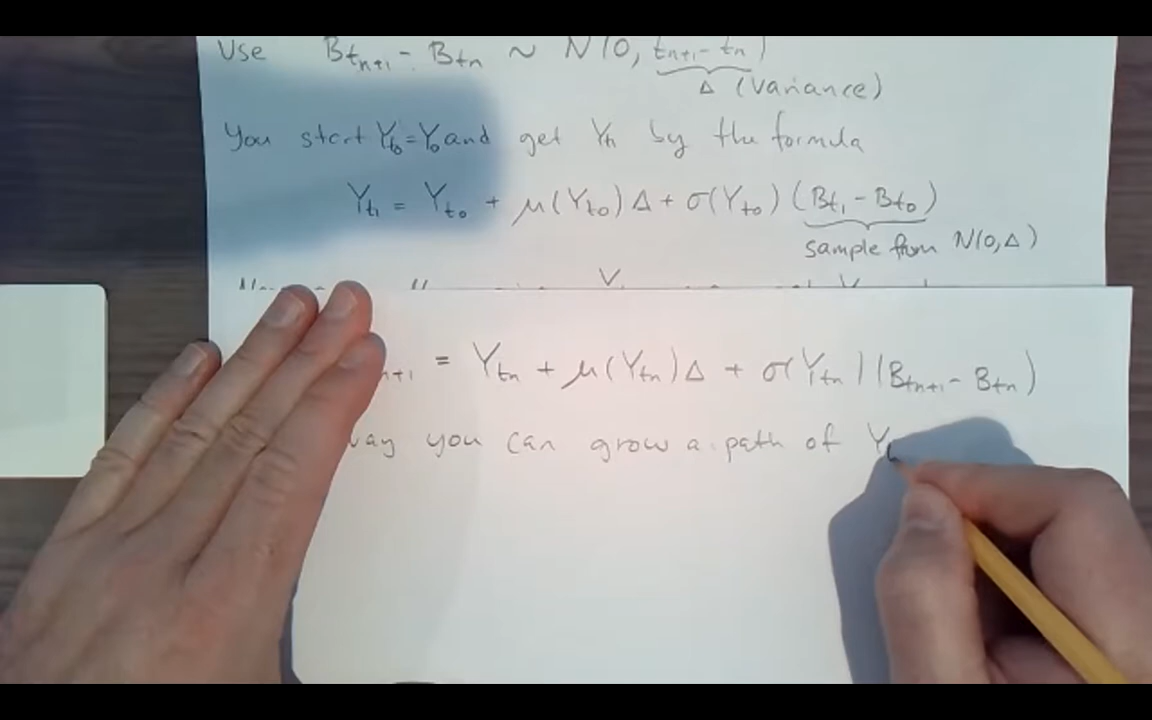 Use B_{t_{n+1}} - B_{t_n} ~ N(0, t_{n+1} - t_n)
Δ (variance)
You start Y_{t_0} = Y_0 and get Y_{t_1} by the formula
Y_{t_1} = Y_{t_0} + μ(Y_{t_0})Δ + σ(Y_{t_0}) (B_{t_1} - B_{t_0})
sample from N(0,Δ)
= Y_{t_n} + μ(Y_{t_n})Δ + σ(Y_{t_n}) (B_{t_{n+1}} - B_{t_n})
way you can grow a path of Y